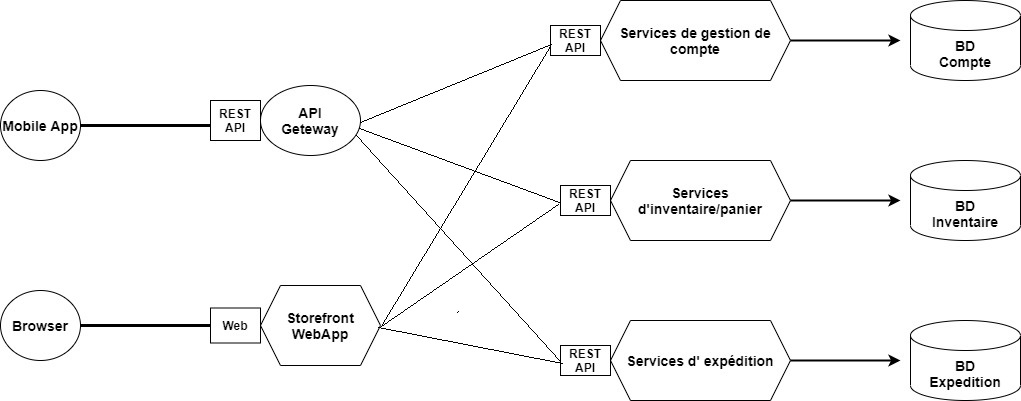 REST
API
Services de gestion de
compte
BD
Compte
Mobile App
REST
API
API
Geteway
REST
API
Services
d'inventaire/panier
BD
Inventaire
Browser
Web
Storefront
WebApp
REST
API
Services d' expédition
BD
Expedition